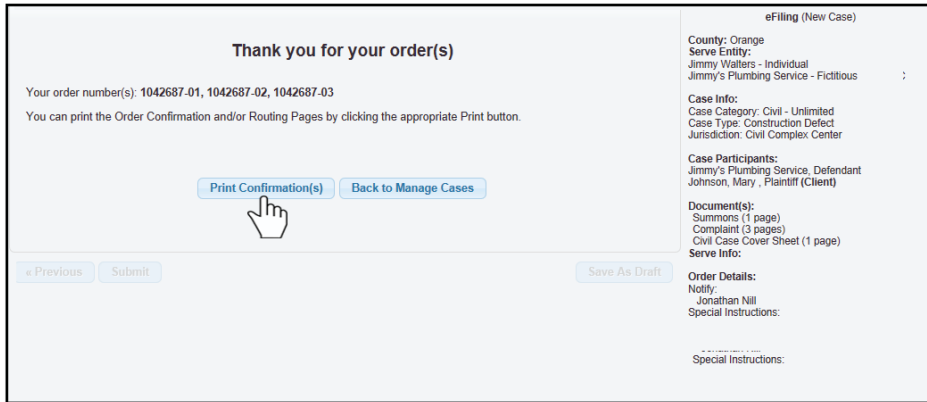 Thank you for your order(s)
Your order number(s): 1042687-01, 1042687-02, 1042687-03
You can print the Order Confirmation and/or Routing Pages by clicking the appropriate Print button.
Print Confirmation(s)
Back to Manage Cases
« Previous
Submit
Save As Draft
eFiling (New Case)
County: Orange
Serve Entity:
Jimmy Walters - Individual
Jimmy's Plumbing Service - Fictitious
Case Info:
Case Category: Civil - Unlimited
Case Type: Construction Defect
Jurisdiction: Civil Complex Center
Case Participants:
Jimmy's Plumbing Service, Defendant
Johnson, Mary , Plaintiff (Client)
Document(s):
Summons (1 page)
Complaint (3 pages)
Civil Case Cover Sheet (1 page)
Serve Info:
Order Details:
Notify:
Jonathan Nill
Special Instructions:
Special Instructions: